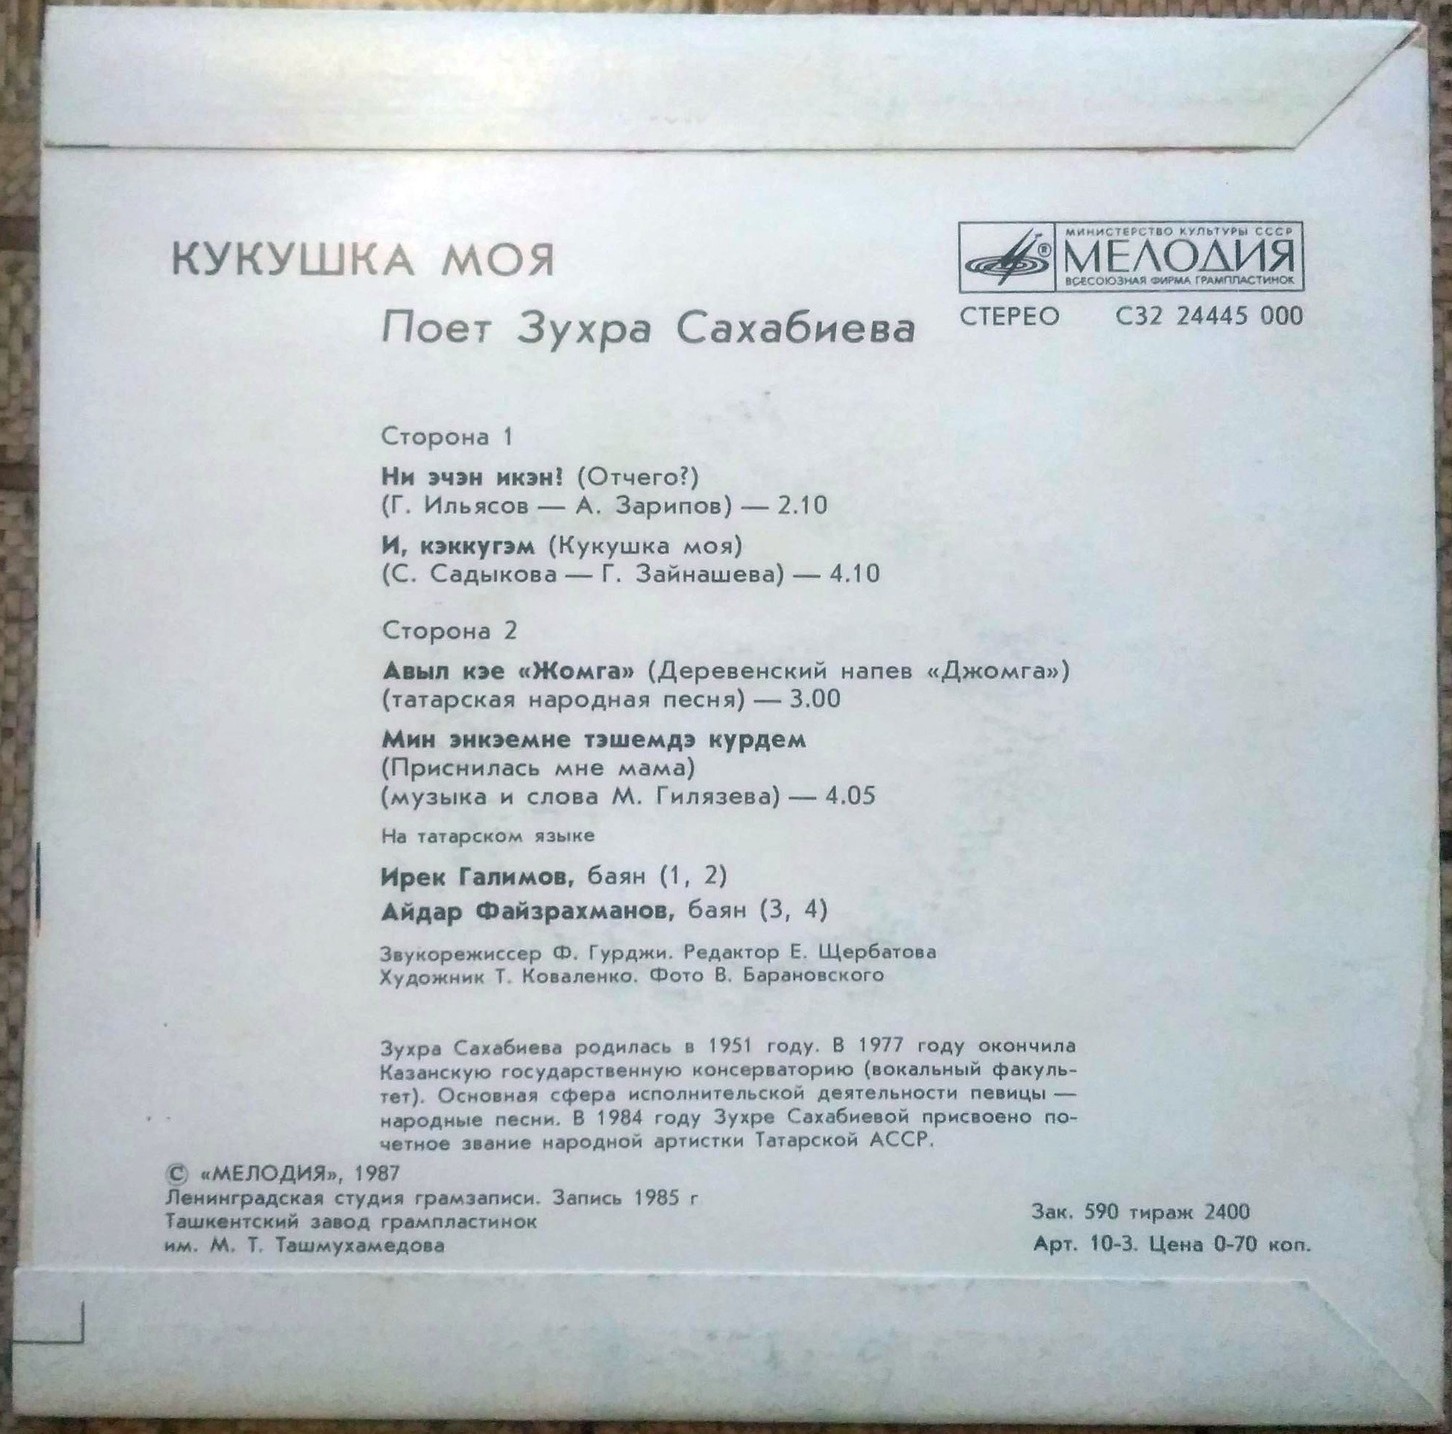 КУКУШКА МОЯ
Поет Зухра Сахабиева
®
МИНИСТЕРСТВО КУЛЬТУРЫ СССР
МЕЛОДИЯ
ВСЕСОЮЗНАЯ ФИРМА ГРАМПЛАСТИНОК
СТЕРЕО С32 24445 000
Сторона 1
Ни эчэн икэн! (Отчего?)
(Г. Ильясов — А. Зарипов) — 2.10
И, кэккугэм (Кукушка моя)
(С. Садыкова — Г. Зайнашева) — 4.10
Сторона 2
Авыл кэе «Жомга» (Деревенский напев «Джомга»)
(татарская народная песня) — 3.00
Мин энкэемне тэшемдэ курдем
(Приснилась мне мама)
(музыка и слова М. Гилязева) — 4.05
На татарском языке
Ирек Галимов, баян (1, 2)
Айдар Файзрахманов, баян (3, 4)
Звукорежиссер Ф. Гурджи. Редактор Е. Щербатова
Художник Т. Коваленко. Фото В. Барановского
Зухра Сахабиева родилась в 1951 году. В 1977 году окончила
Казанскую государственную консерваторию (вокальный факуль-
тет). Основная сфера исполнительской деятельности певицы —
народные песни. В 1984 году Зухре Сахабиевой присвоено по-
четное звание народной артистки Татарской АССР.
© «МЕЛОДИЯ», 1987
Ленинградская студия грамзаписи. Запись 1985 г
Ташкентский завод грампластинок
им. М. Т. Ташмухамедова
Зак. 590 тираж 2400
Арт. 10-3. Цена 0-70 коп.